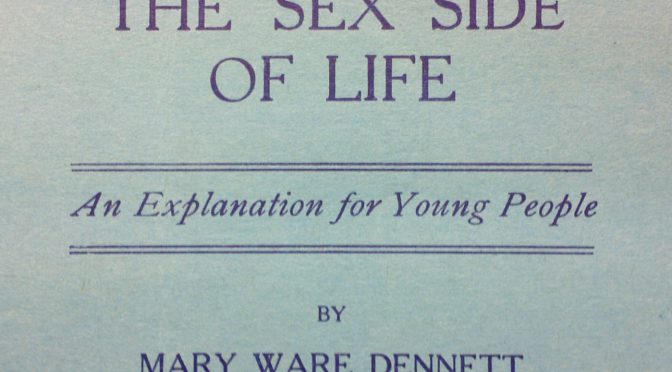 THE SEX SIDE
OF LIFE
An Explanation for Young People
BY
MARY WARE DENNETT